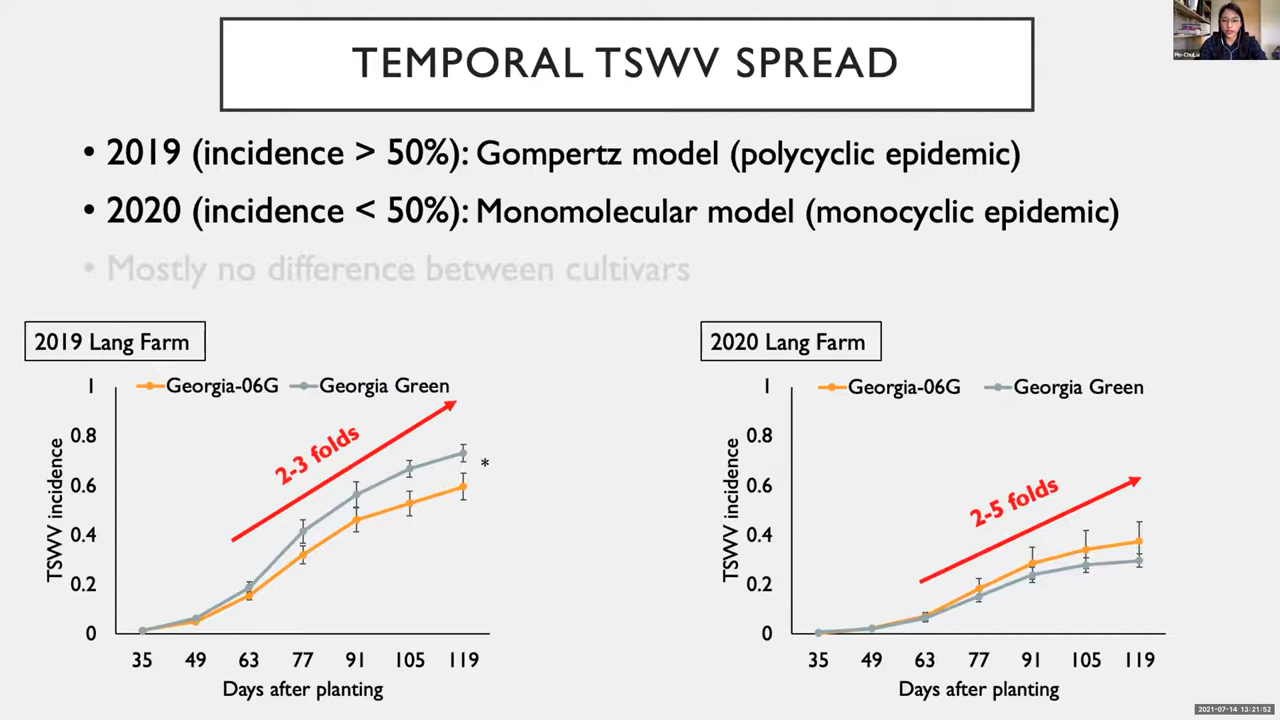 TEMPORAL TSWV SPREAD
Pin-Chu Lai
• 2019 (incidence > 50%): Gompertz model (polycyclic epidemic)
• 2020 (incidence < 50%): Monomolecular model (monocyclic epidemic)
• Mostly no difference between cultivars
2019 Lang Farm
Georgia-06G Georgia Green
1
0.8
0.6
0.4
0.2
0
TSWV incidence
2-3 folds
*
35 49 63 77 91 105 119
Days after planting
2020 Lang Farm
Georgia-06G Georgia Green
1
0.8
0.6
0.4
0.2
0
TSWV incidence
2-5 folds
35 49 63 77 91 105 119
Days after planting
2021-07-14 13:21:52